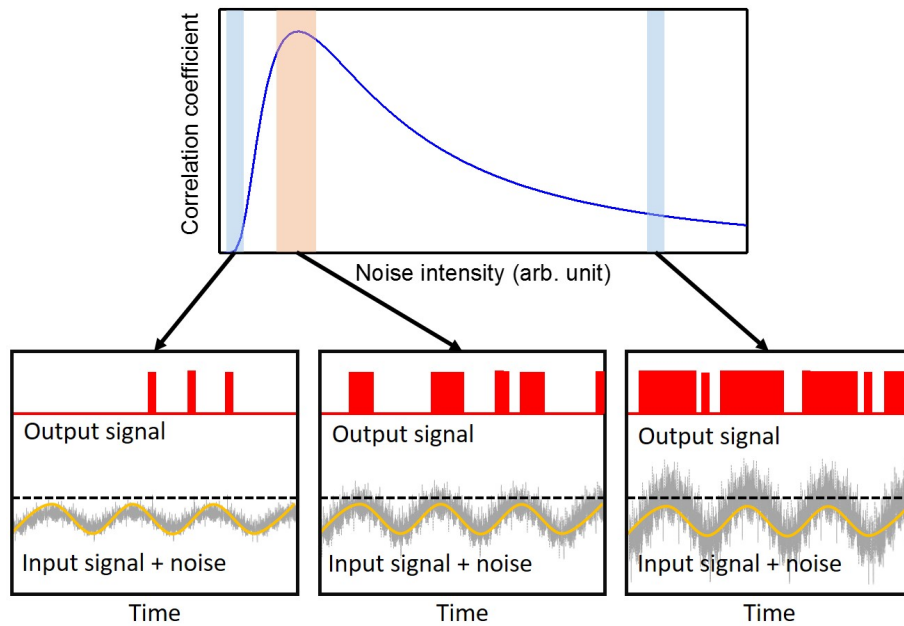 Correlation coefficient
Noise intensity (arb. unit)
Output signal
Input signal + noise
Time
Output signal
Input signal + noise
Time
Output signal
Input signal + noise
Time